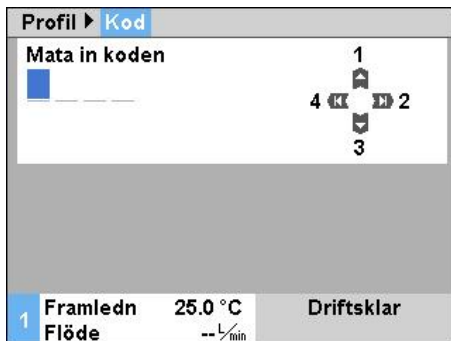 Profil Kod
Mata in koden
1
4 2
3
1 Framledn 25.0 °C Driftsklar
Flöde -- L/min